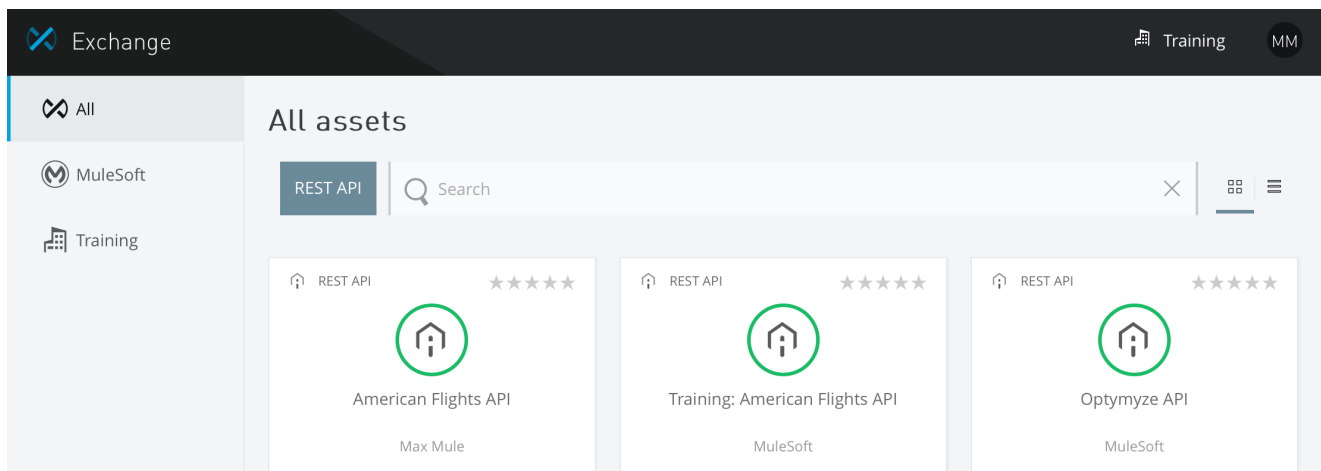 Exchange
Training
MM
All
MuleSoft
Training
All assets
REST API
Search
REST API
American Flights API
Max Mule
REST API
Training: American Flights API
MuleSoft
REST API
Optymyze API
MuleSoft